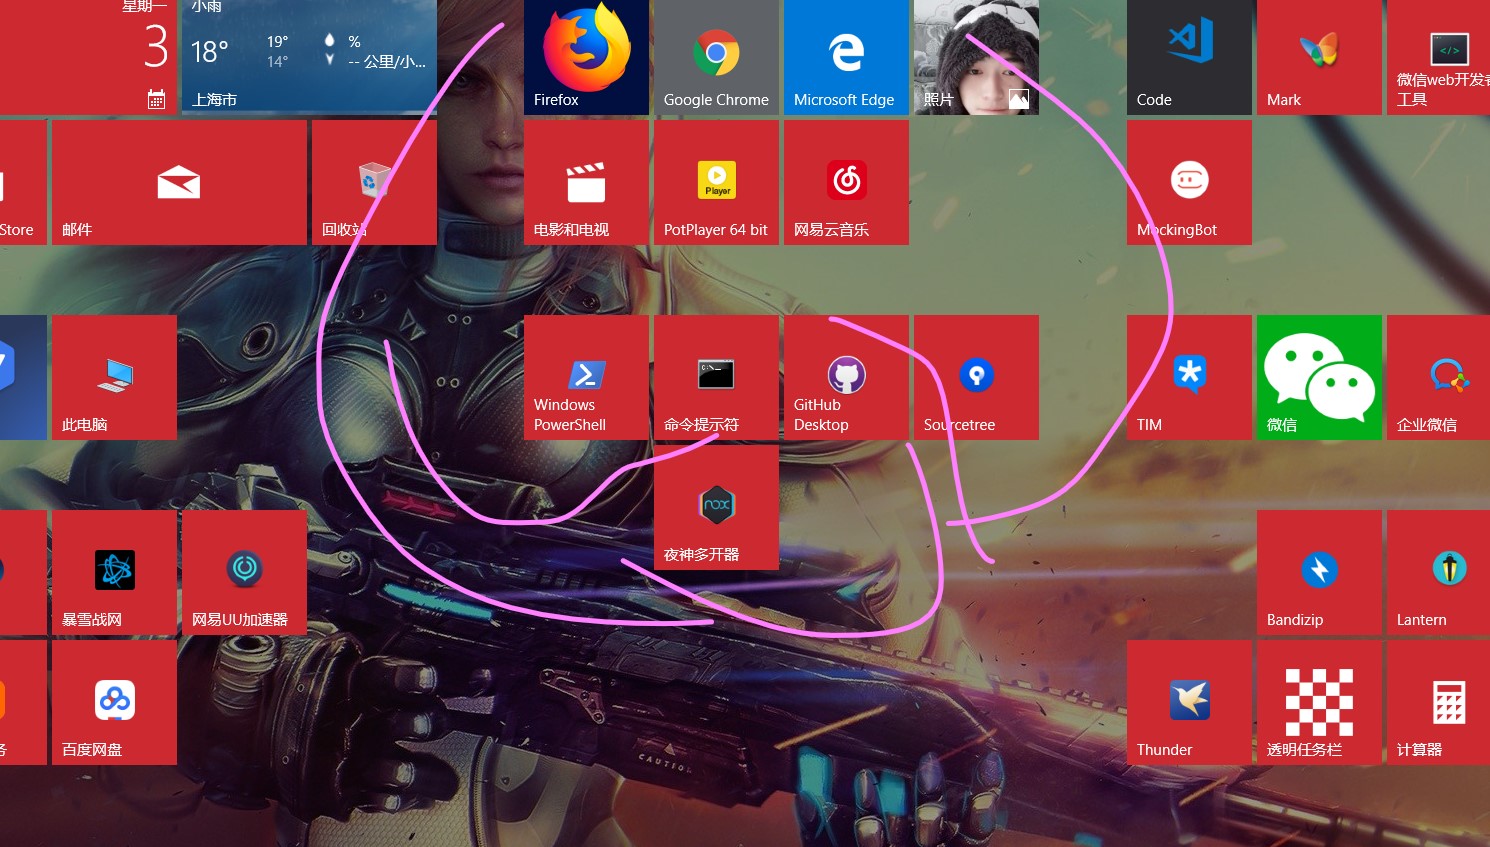 星期一
3
小雨
18° 19° %
14° -- 公里/小...
上海市
Firefox
Google Chrome
Microsoft Edge
照片
Code
Mark
微信web开发者
工具
Store
邮件
回收站
电影和电视
Player
PotPlayer 64 bit
网易云音乐
MockingBot
此电脑
Windows
PowerShell
C:\
命令提示符
GitHub
Desktop
Sourcetree
TIM
微信
企业微信
nox
夜神多开器
暴雪战网
网易UU加速器
Bandizip
Lantern
务
百度网盘
CAUTION
Thunder
透明任务栏
计算器